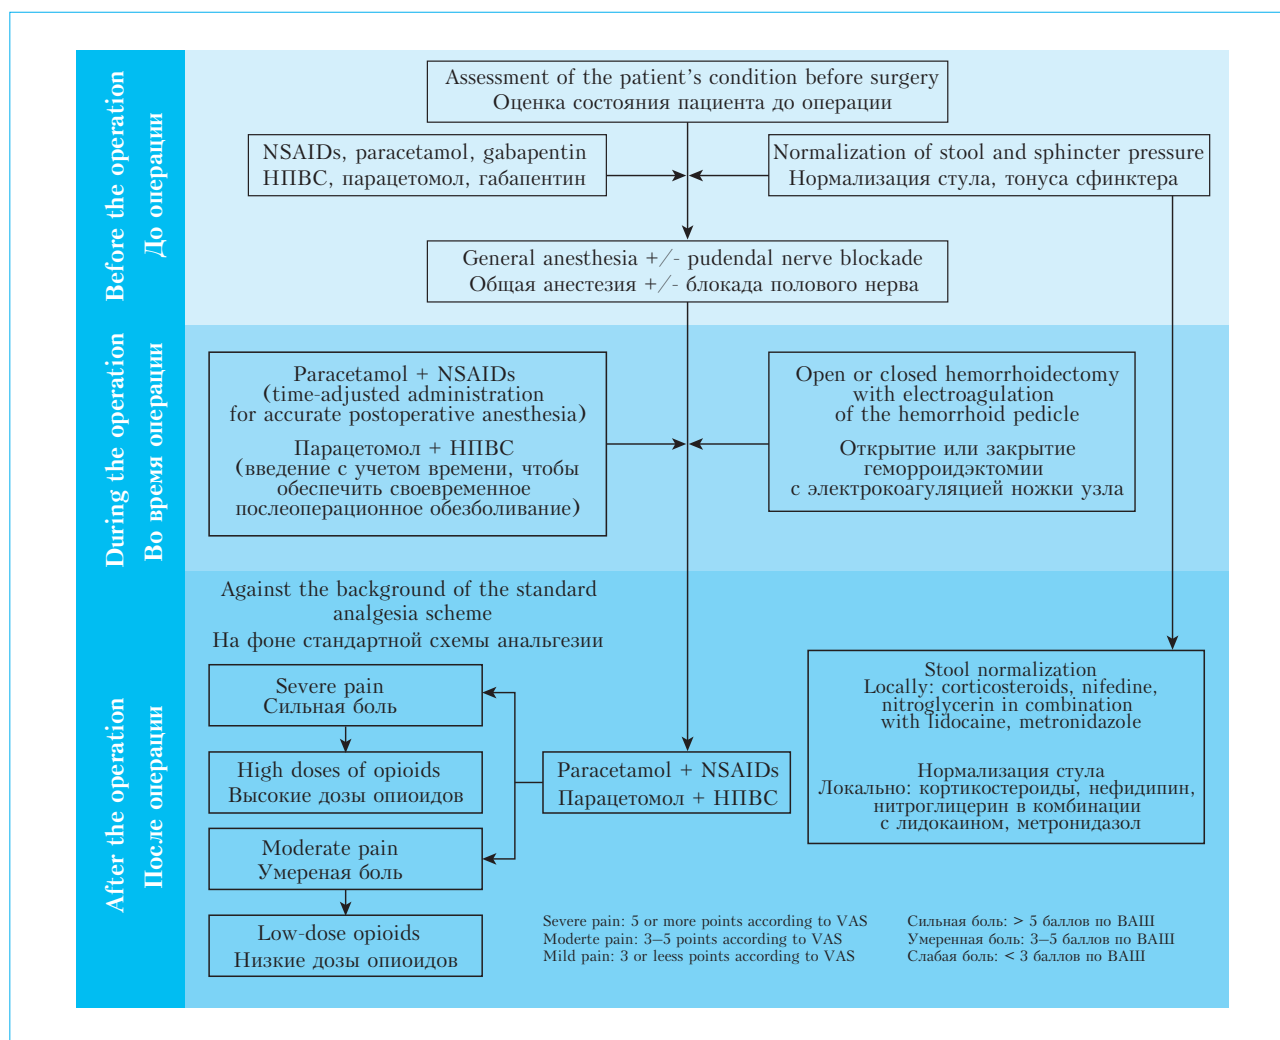 Before the operation
До операции
Assessment of the patient’s condition before surgery
Оценка состояния пациента до операции
NSAIDs, paracetamol, gabapentin
НПВС, парацетомол, габапентин
Normalization of stool and sphincter pressure
Нормализация стула, тонуса сфинктера
General anesthesia +/- pudendal nerve blockade
Общая анестезия +/- блокада полового нерва
During the operation
Во время операции
Paracetamol + NSAIDs
(time-adjusted administration
for accurate postoperative anesthesia)
Парацетомол + НПВС
(введение с учетом времени, чтобы
обеспечить своевременное
послеоперационное обезболивание)
Open or closed hemorrhoidectomy
with electroagulation
of the hemorrhoid pedicle
Открытие или закрытие
геморроидэктомии
с электрокоагуляцией ножки узла
After the operation
После операции
Against the background of the standard
analgesia scheme
На фоне стандартной схемы анальгезии
Severe pain
Сильная боль
High doses of opioids
Высокие дозы опиоидов
Moderate pain
Умереная боль
Low-dose opioids
Низкие дозы опиоидов
Paracetamol + NSAIDs
Парацетомол + НПВС
Stool normalization
Locally: corticosteroids, nifedine,
nitroglycerin in combination
with lidocaine, metronidazole
Нормализация стула
Локально: кортикостероиды, нефидипин,
нитроглицерин в комбинации
с лидокаином, метронидазол
Severe pain: 5 or more points according to VAS
Moderte pain: 3–5 points according to VAS
Mild pain: 3 or leess points according to VAS
Сильная боль: > 5 баллов по ВАШ
Умеренная боль: 3–5 баллов по ВАШ
Слабая боль: < 3 баллов по ВАШ